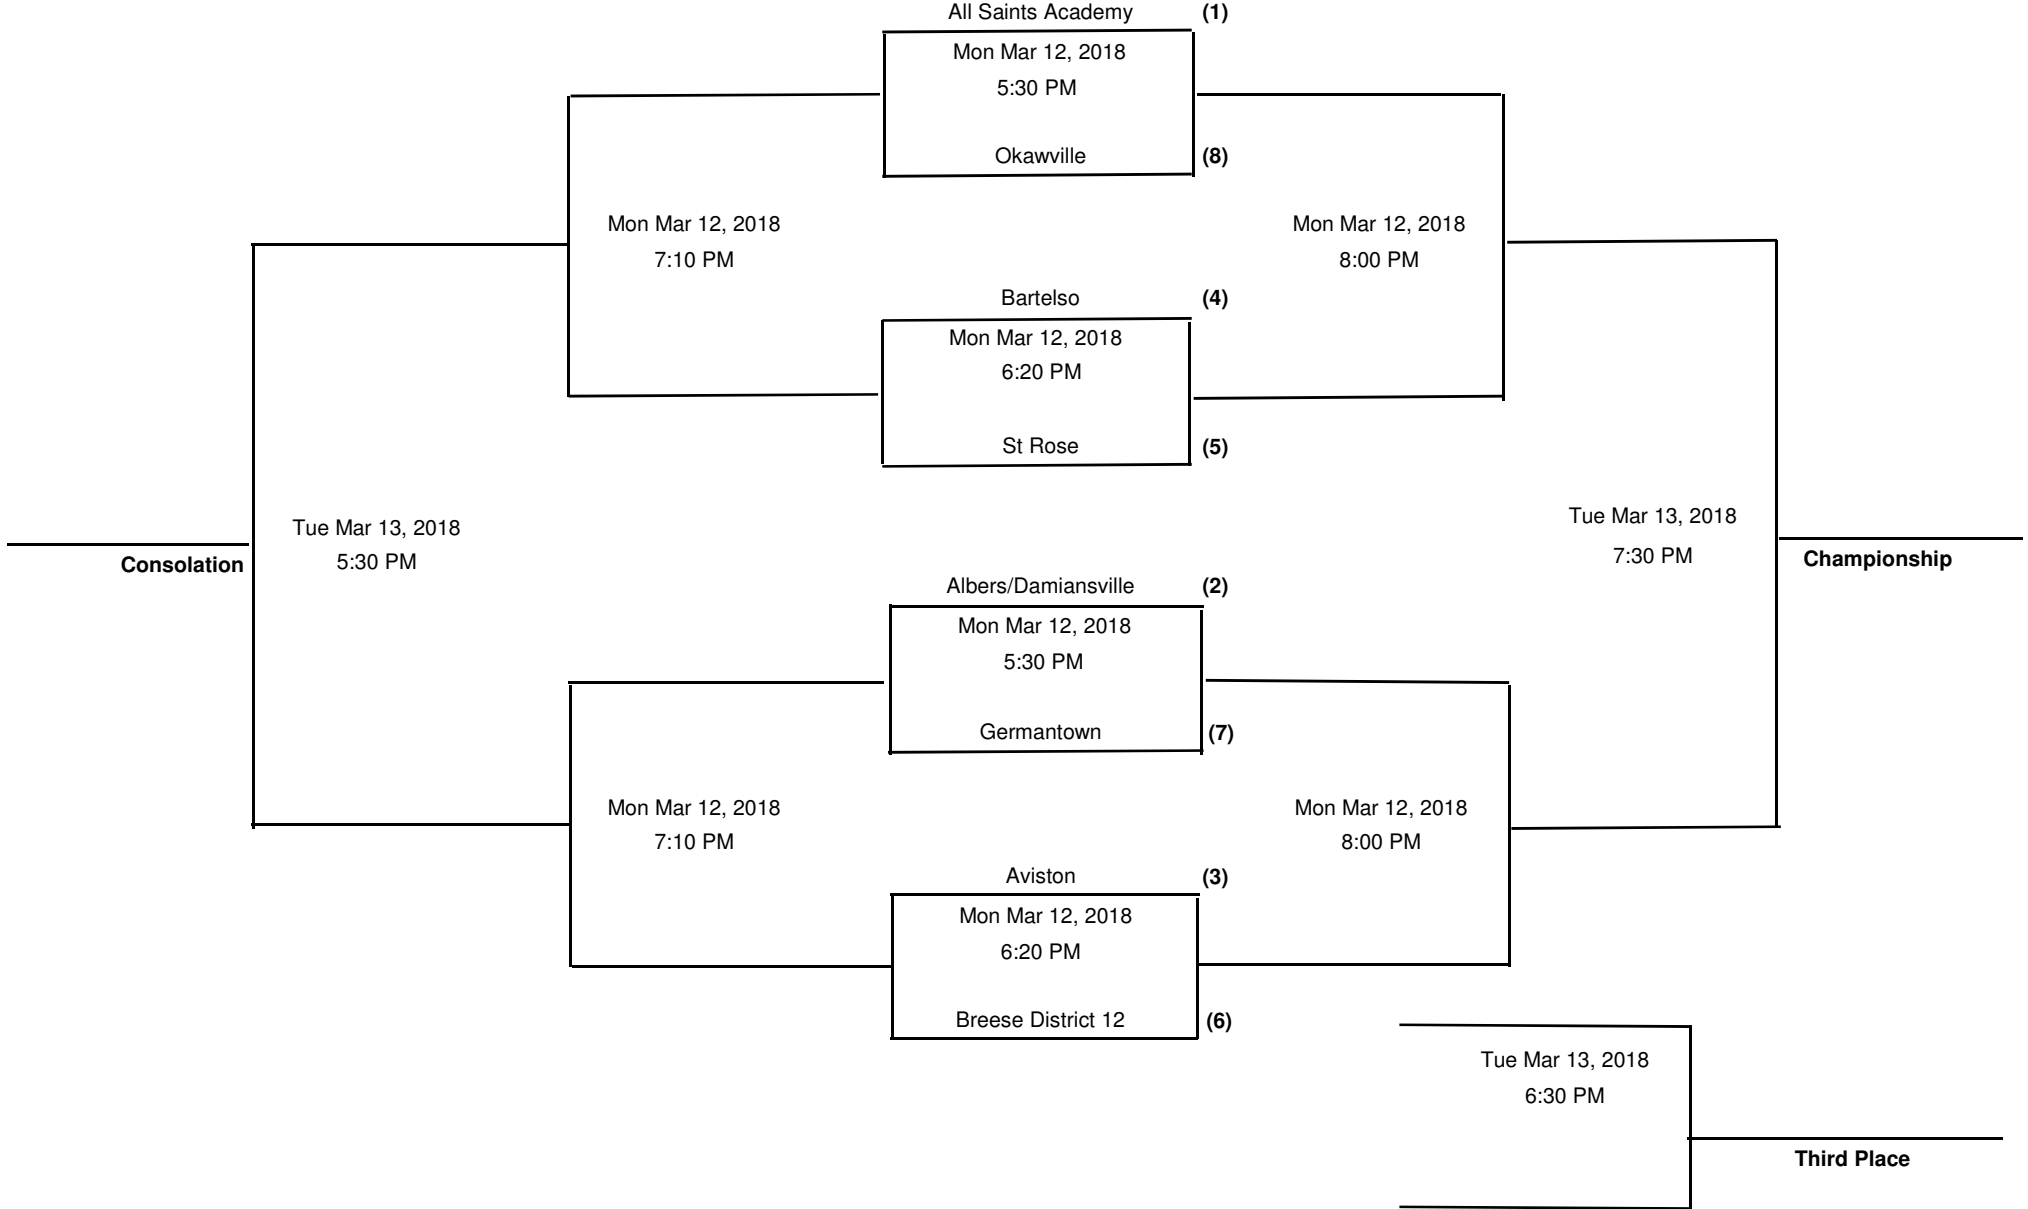 All Saints Academy (1)
Mon Mar 12, 2018
5:30 PM
Okawville (8)
Mon Mar 12, 2018
7:10 PM
Mon Mar 12, 2018
8:00 PM
Bartelso (4)
Mon Mar 12, 2018
6:20 PM
St Rose (5)
Tue Mar 13, 2018
5:30 PM
Consolation
Tue Mar 13, 2018
7:30 PM
Championship
Albers/Damiansville (2)
Mon Mar 12, 2018
5:30 PM
Germantown (7)
Mon Mar 12, 2018
7:10 PM
Mon Mar 12, 2018
8:00 PM
Aviston (3)
Mon Mar 12, 2018
6:20 PM
Breese District 12 (6)
Tue Mar 13, 2018
6:30 PM
Third Place